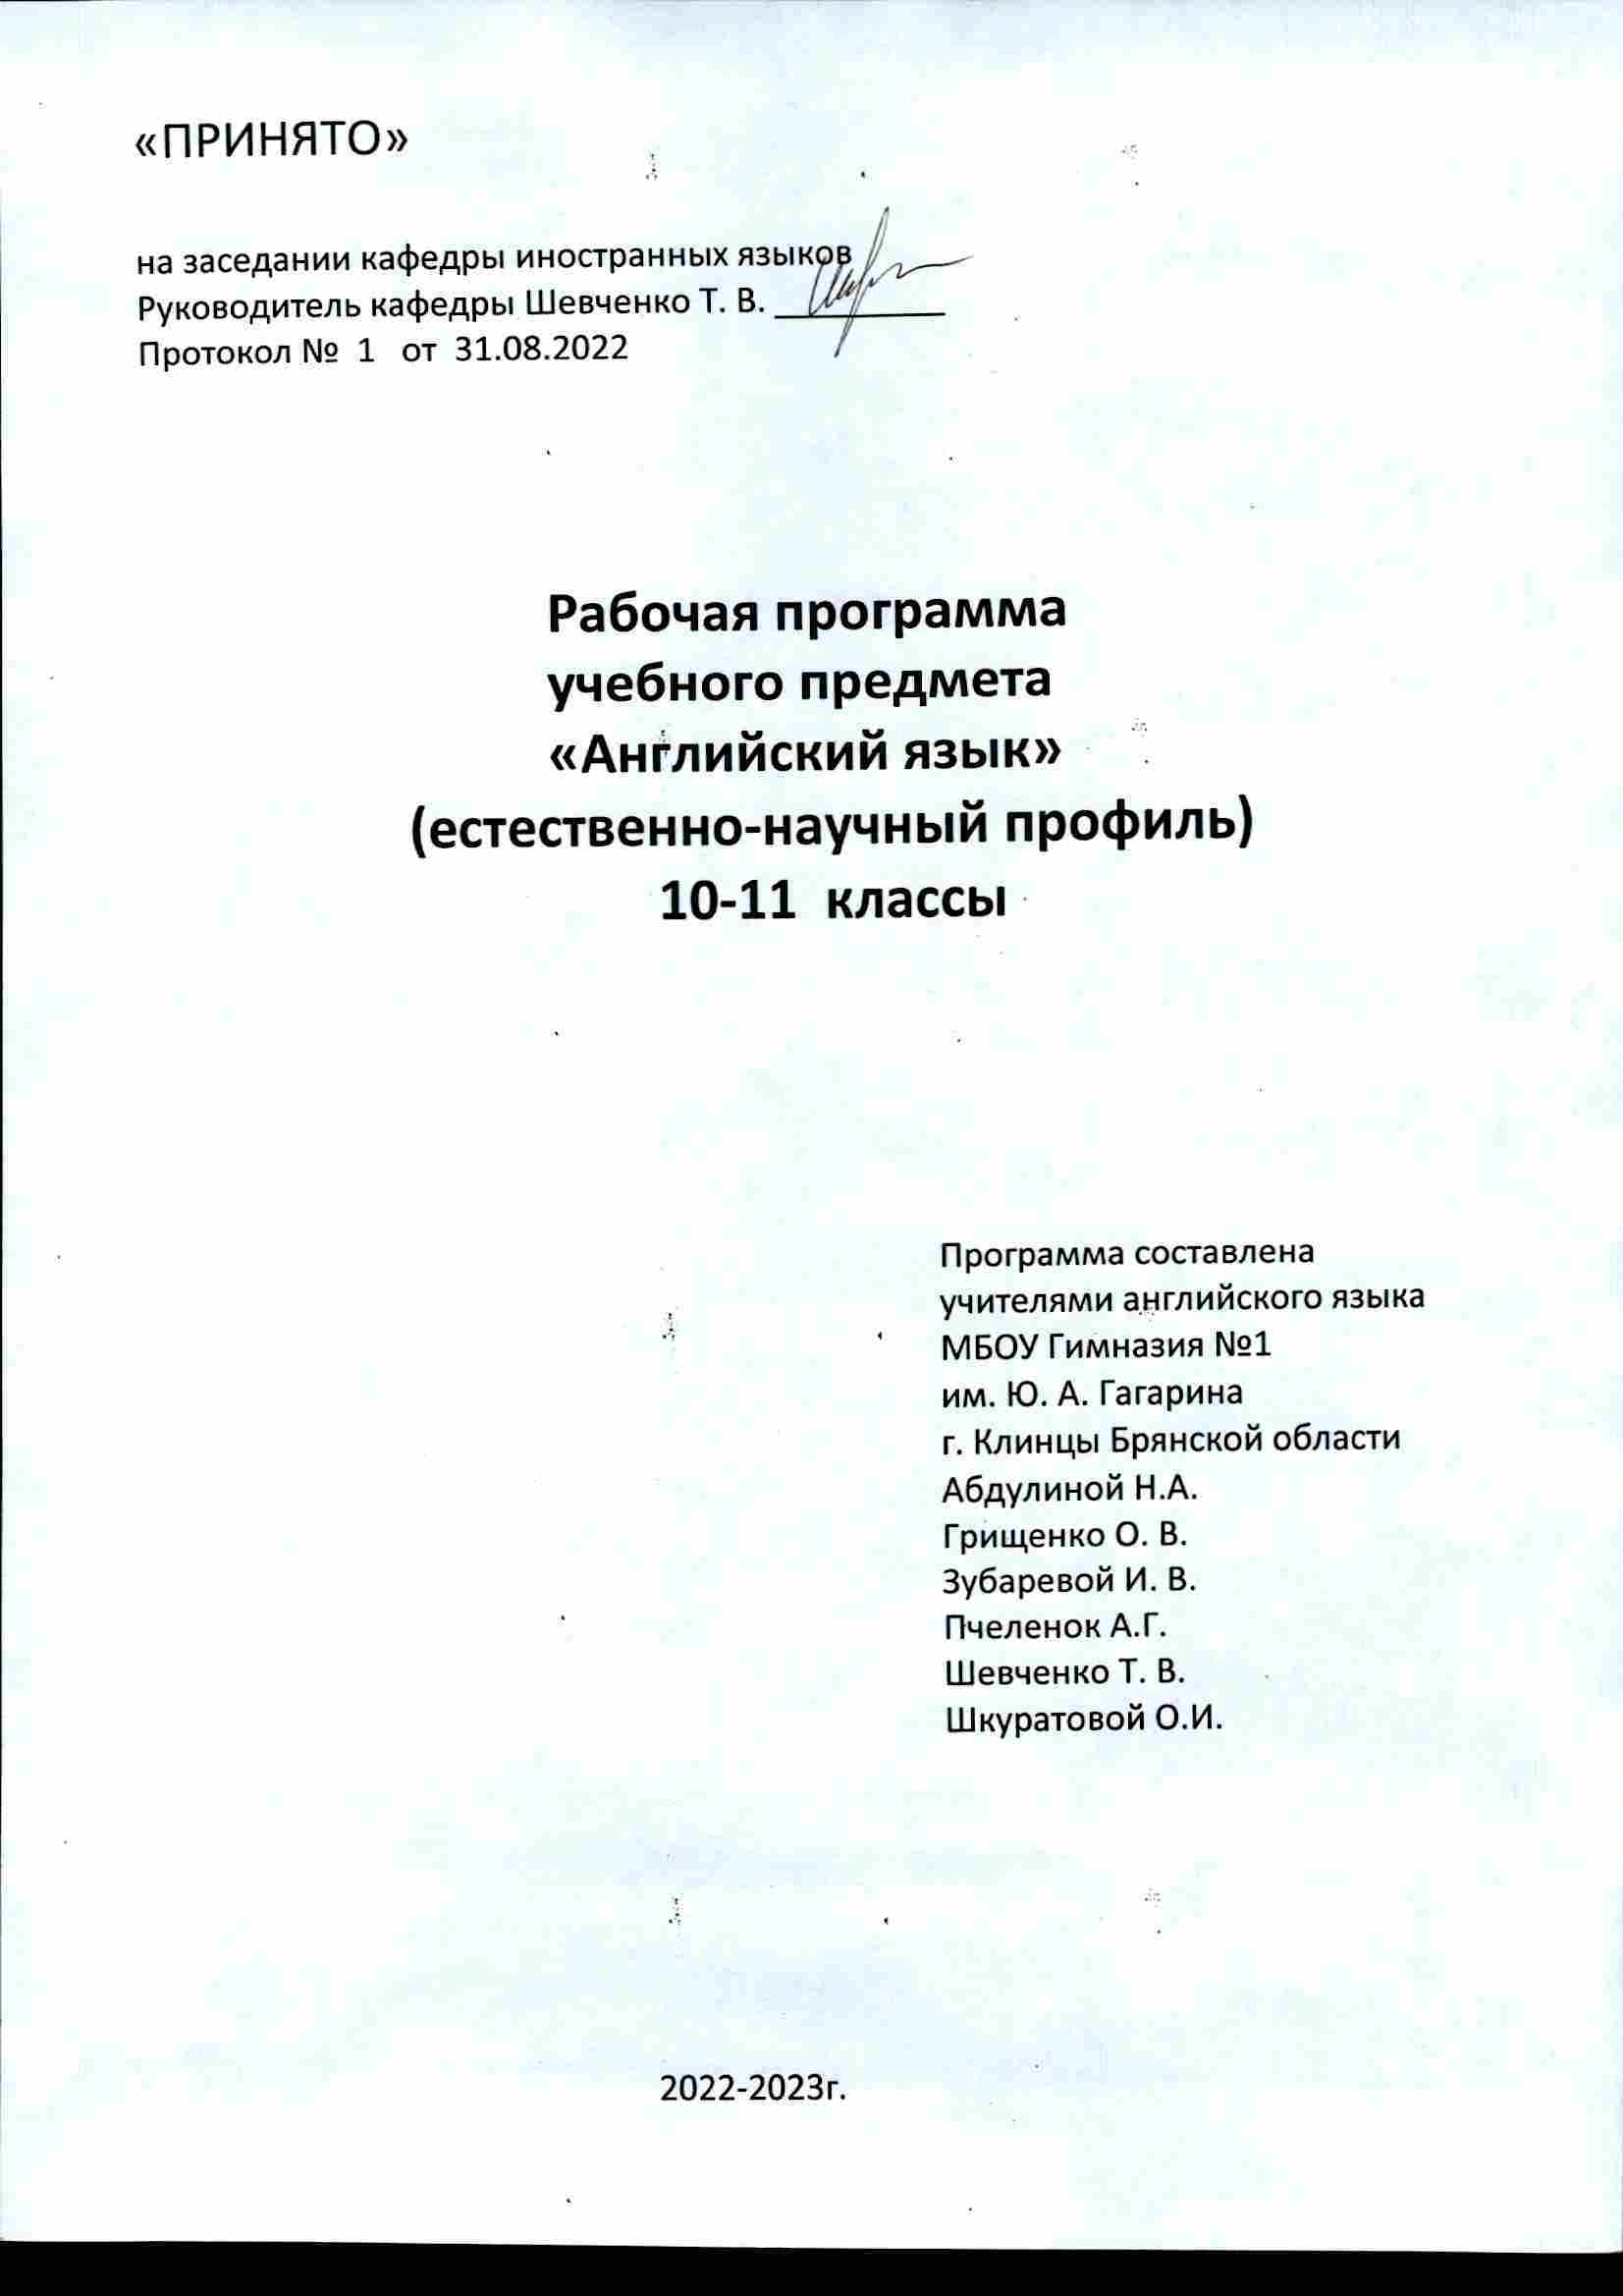 «ПРИНЯТО»
на заседании кафедры иностранных языков
Руководитель кафедры Шевченко Т. В. __________
Протокол № 1 от 31.08.2022
Рабочая программа
учебного предмета
«Английский язык»
(естественно-научный профиль)
10-11 классы
Программа составлена
учителями английского языка
МБОУ Гимназия №1
им. Ю. А. Гагарина
г. Клинцы Брянской области
Абдулиной Н.А.
Грищенко О. В.
Зубаревой И. В.
Пчеленок А.Г.
Шевченко Т. В.
Шкуратовой О.И.
2022-2023г.